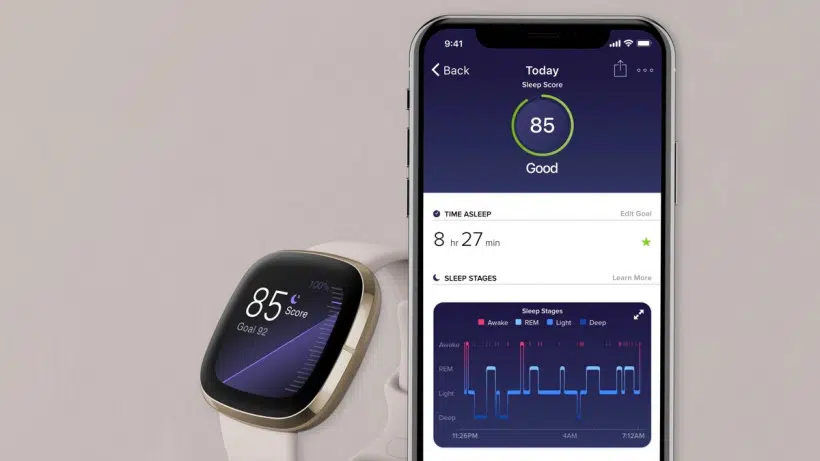 9:41
Back
Today
Sleep Score
85
Good
TIME ASLEEP
Edit Goal
8 hr 27 min
SLEEP STAGES
Learn More
Sleep Stages
Awake REM Light Deep
Awake
REM
Light
Deep
11:26PM 4AM 7:12AM
100%
85 Score
Goal 92